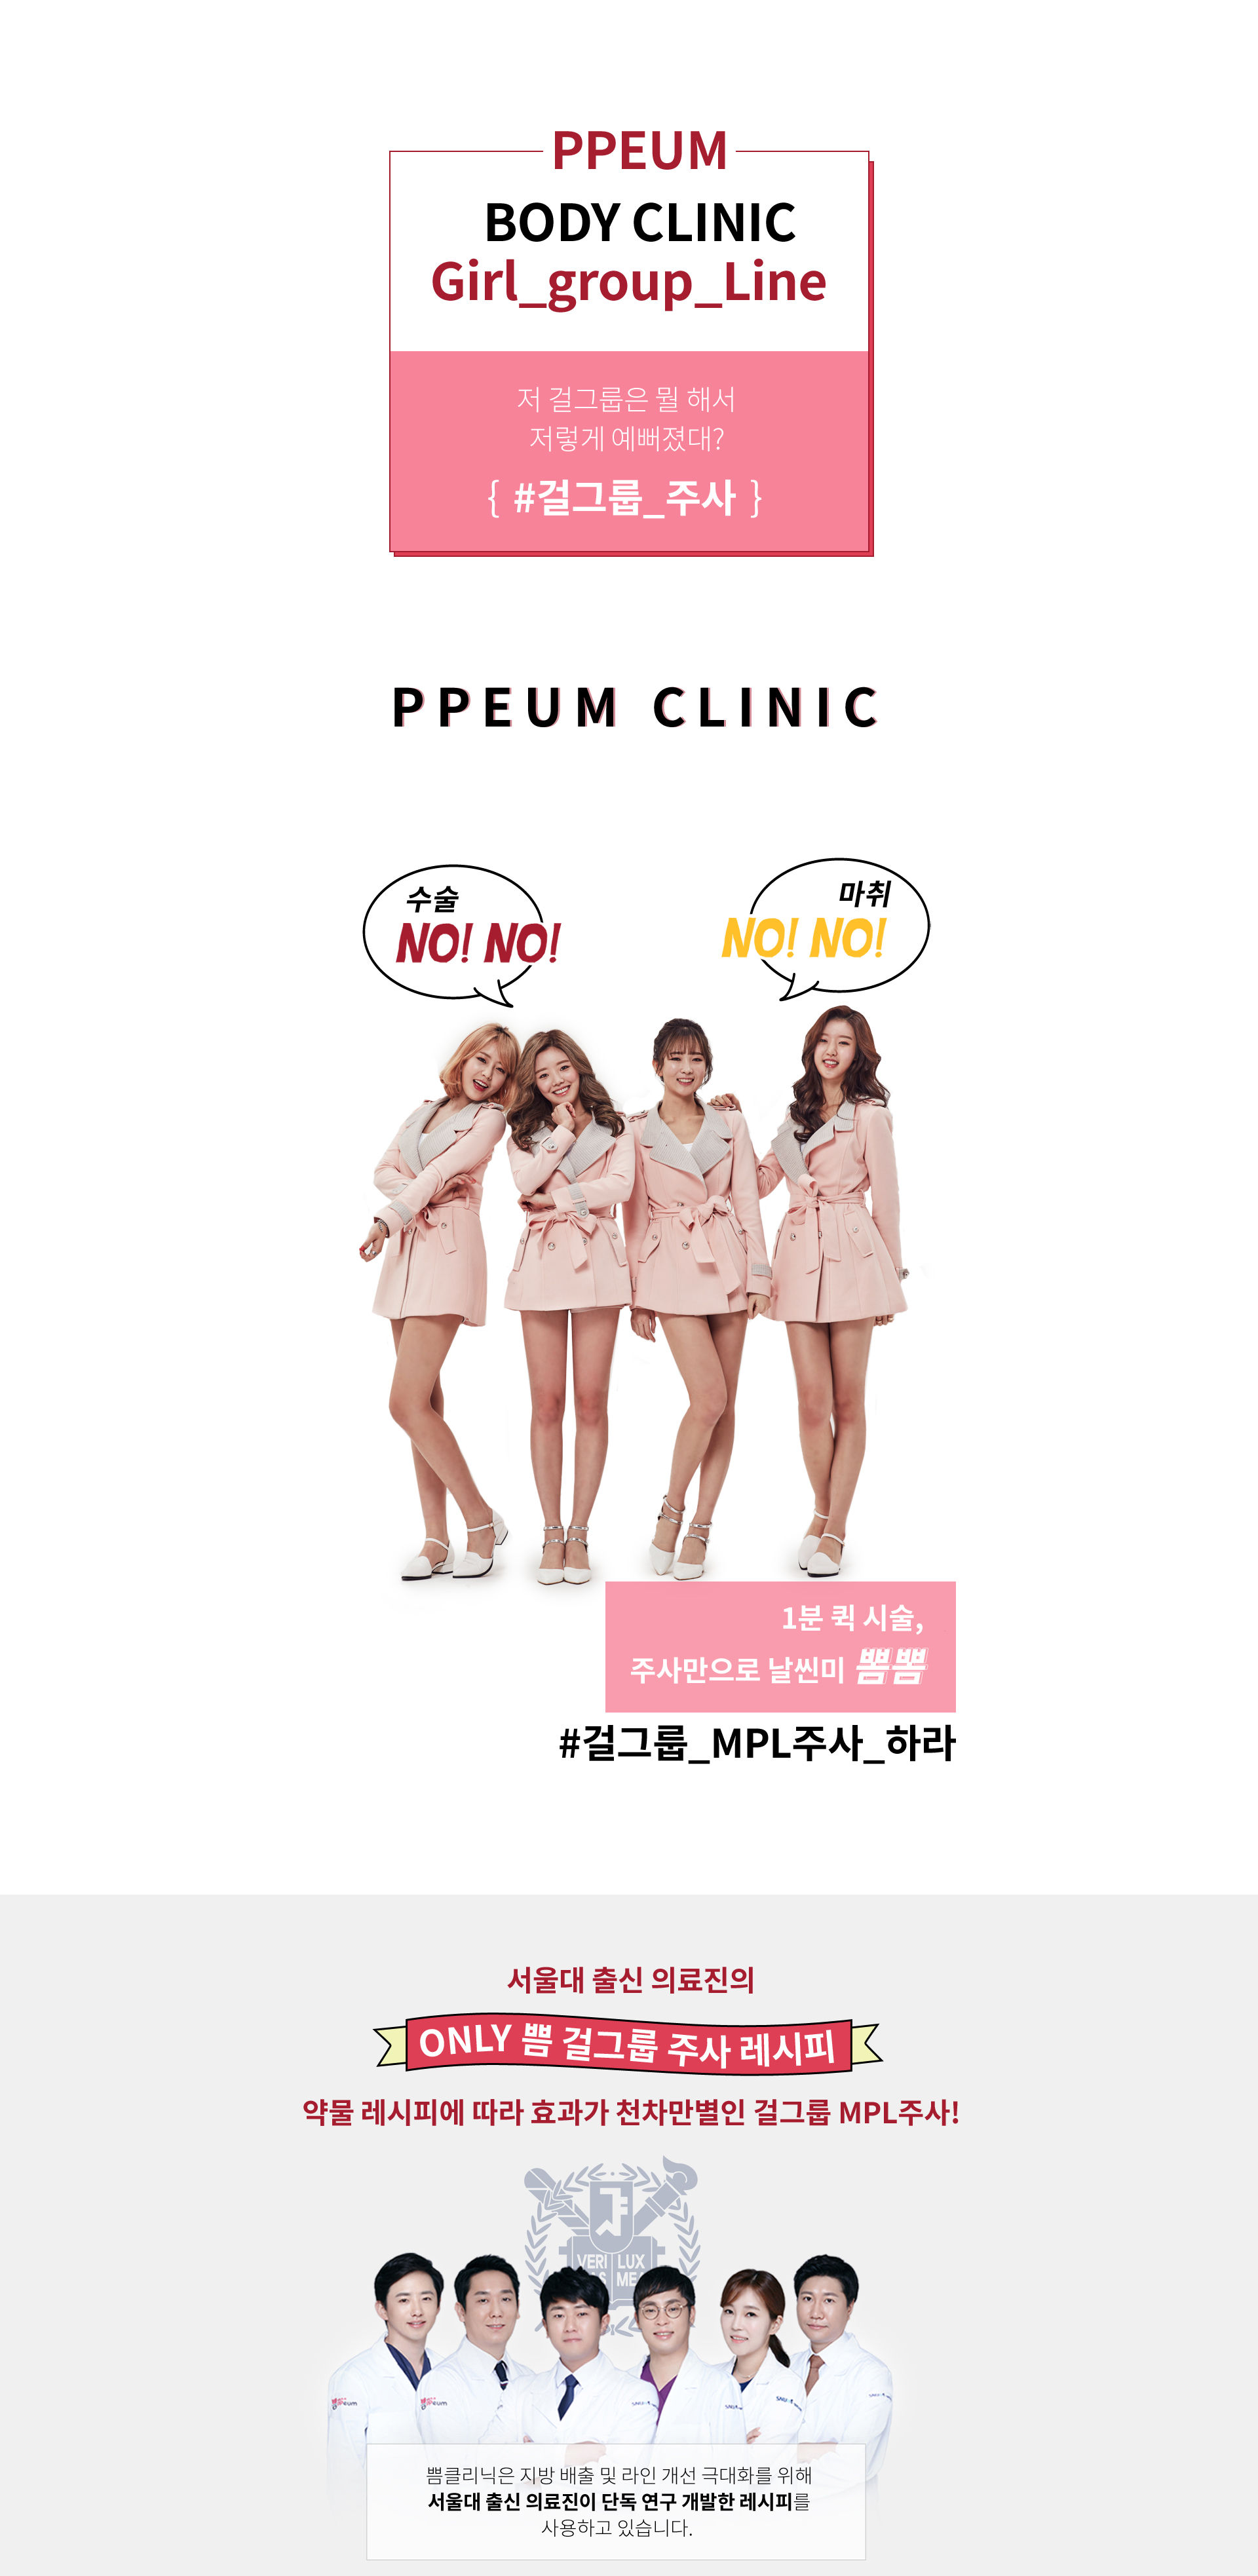 PPEUM
BODY CLINIC
Girl_group_Line
저 걸그룹은 뭘 해서
저렇게 예뻐졌대?
{ #걸그룹_주사 }
PPEUM CLINIC
수술
NO! NO!
마취
NO! NO!
1분 퀵 시술,
주사만으로 날씬미 뿜뿜
#걸그룹_MPL주사_하라
서울대 출신 의료진의
ONLY 쁨 걸그룹 주사 레시피
약물 레시피에 따라 효과가 천차만별인 걸그룹 MPL주사!
VERI LUX
ME
쁨클리닉은 지방 배출 및 라인 개선 극대화를 위해
서울대 출신 의료진이 단독 연구 개발한 레시피를
사용하고 있습니다.